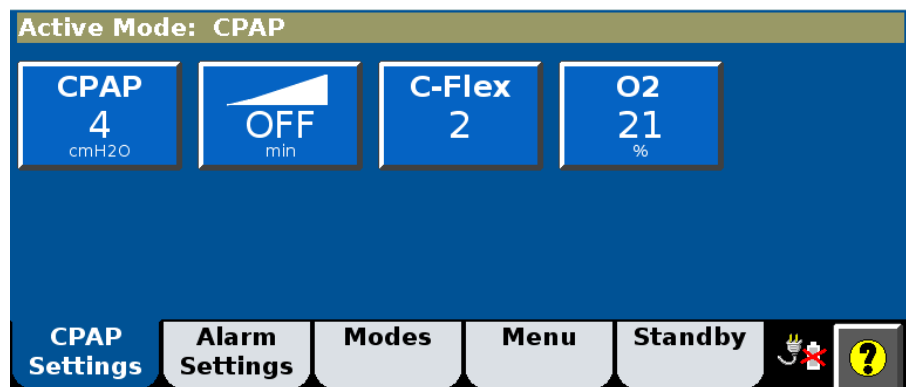 Active Mode: CPAP
CPAP
4
cmH2O
OFF
min
C-Flex
2
O2
21
%
CPAP
Settings
Alarm
Settings
Modes
Menu
Standby
?